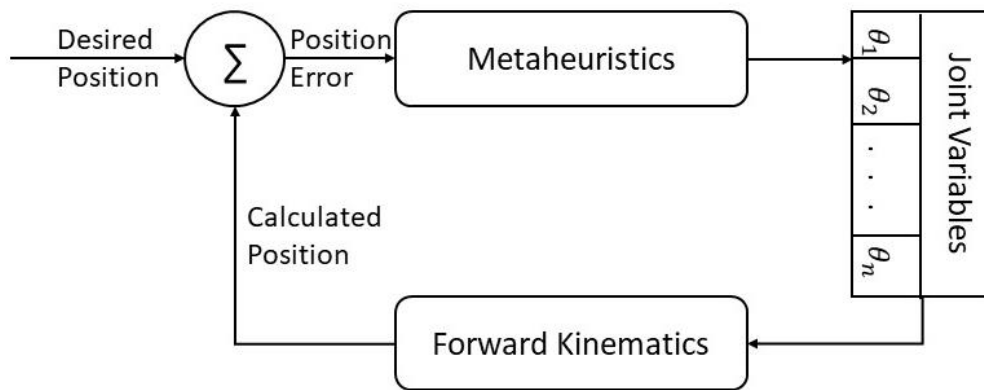 Desired
Position
∑
Position
Error
Metaheuristics
θ1
θ2
. . .
θn
Joint Variables
Calculated
Position
Forward Kinematics